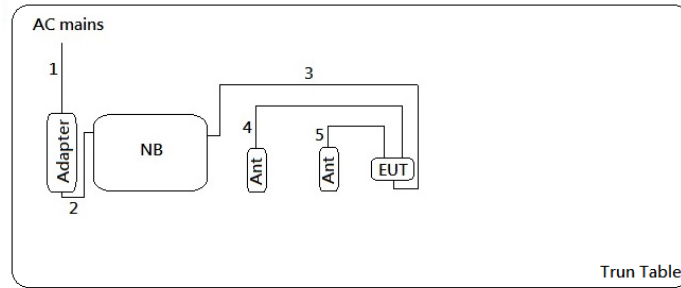 AC mains
1
3
4
5
Adapter
NB
Ant
Ant
EUT
2
Trun Table